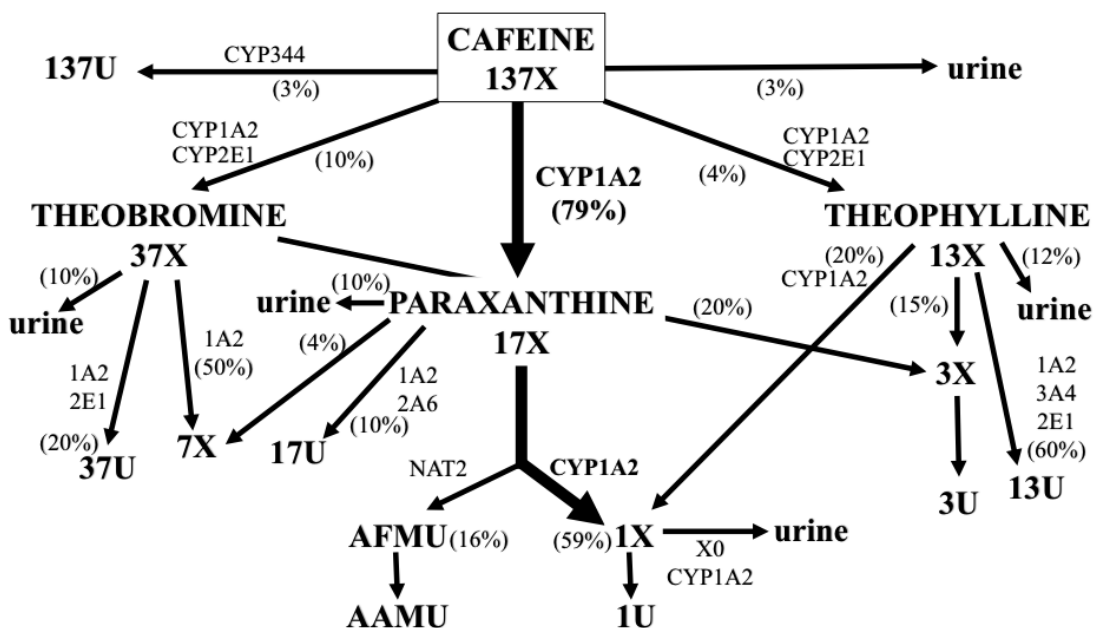 CAFEINE
137X
137U
CYP344
(3%)
urine
(3%)
CYP1A2
CYP2E1
(10%)
CYP1A2
(79%)
CYP1A2
CYP2E1
(4%)
THEOBROMINE
37X
THEOPHYLLINE
13X
(10%)
urine
1A2
(50%)
1A2
2E1
(20%)
37U
7X
(10%)
urine
PARAXANTHINE
17X
(4%)
1A2
2A6
(10%)
17U
(20%)
(20%)
CYP1A2
(12%)
urine
(15%)
3X
3U
1A2
3A4
2E1
(60%)
13U
NAT2
CYP1A2
AFMU (16%)
(59%) 1X
X0
CYP1A2
urine
AAMU
1U